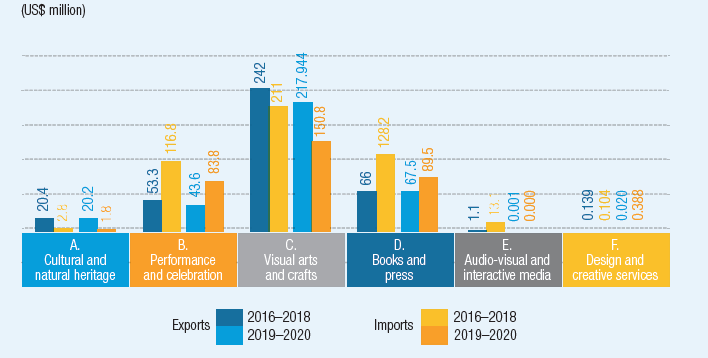 (US$ million)
20.4
2.8
20.2
1.8
53.3
116.8
43.6
83.8
242
211
217.944
150.8
66
128.2
67.5
89.5
1.1
0.001
0.000
0.139
0.104
0.020
0.388
A.
Cultural and
natural heritage
B.
Performance
and celebration
C.
Visual arts
and crafts
D.
Books and
press
E.
Audio-visual and
interactive media
F.
Design and
creative services
Exports
2016–2018
2019–2020
Imports
2016–2018
2019–2020